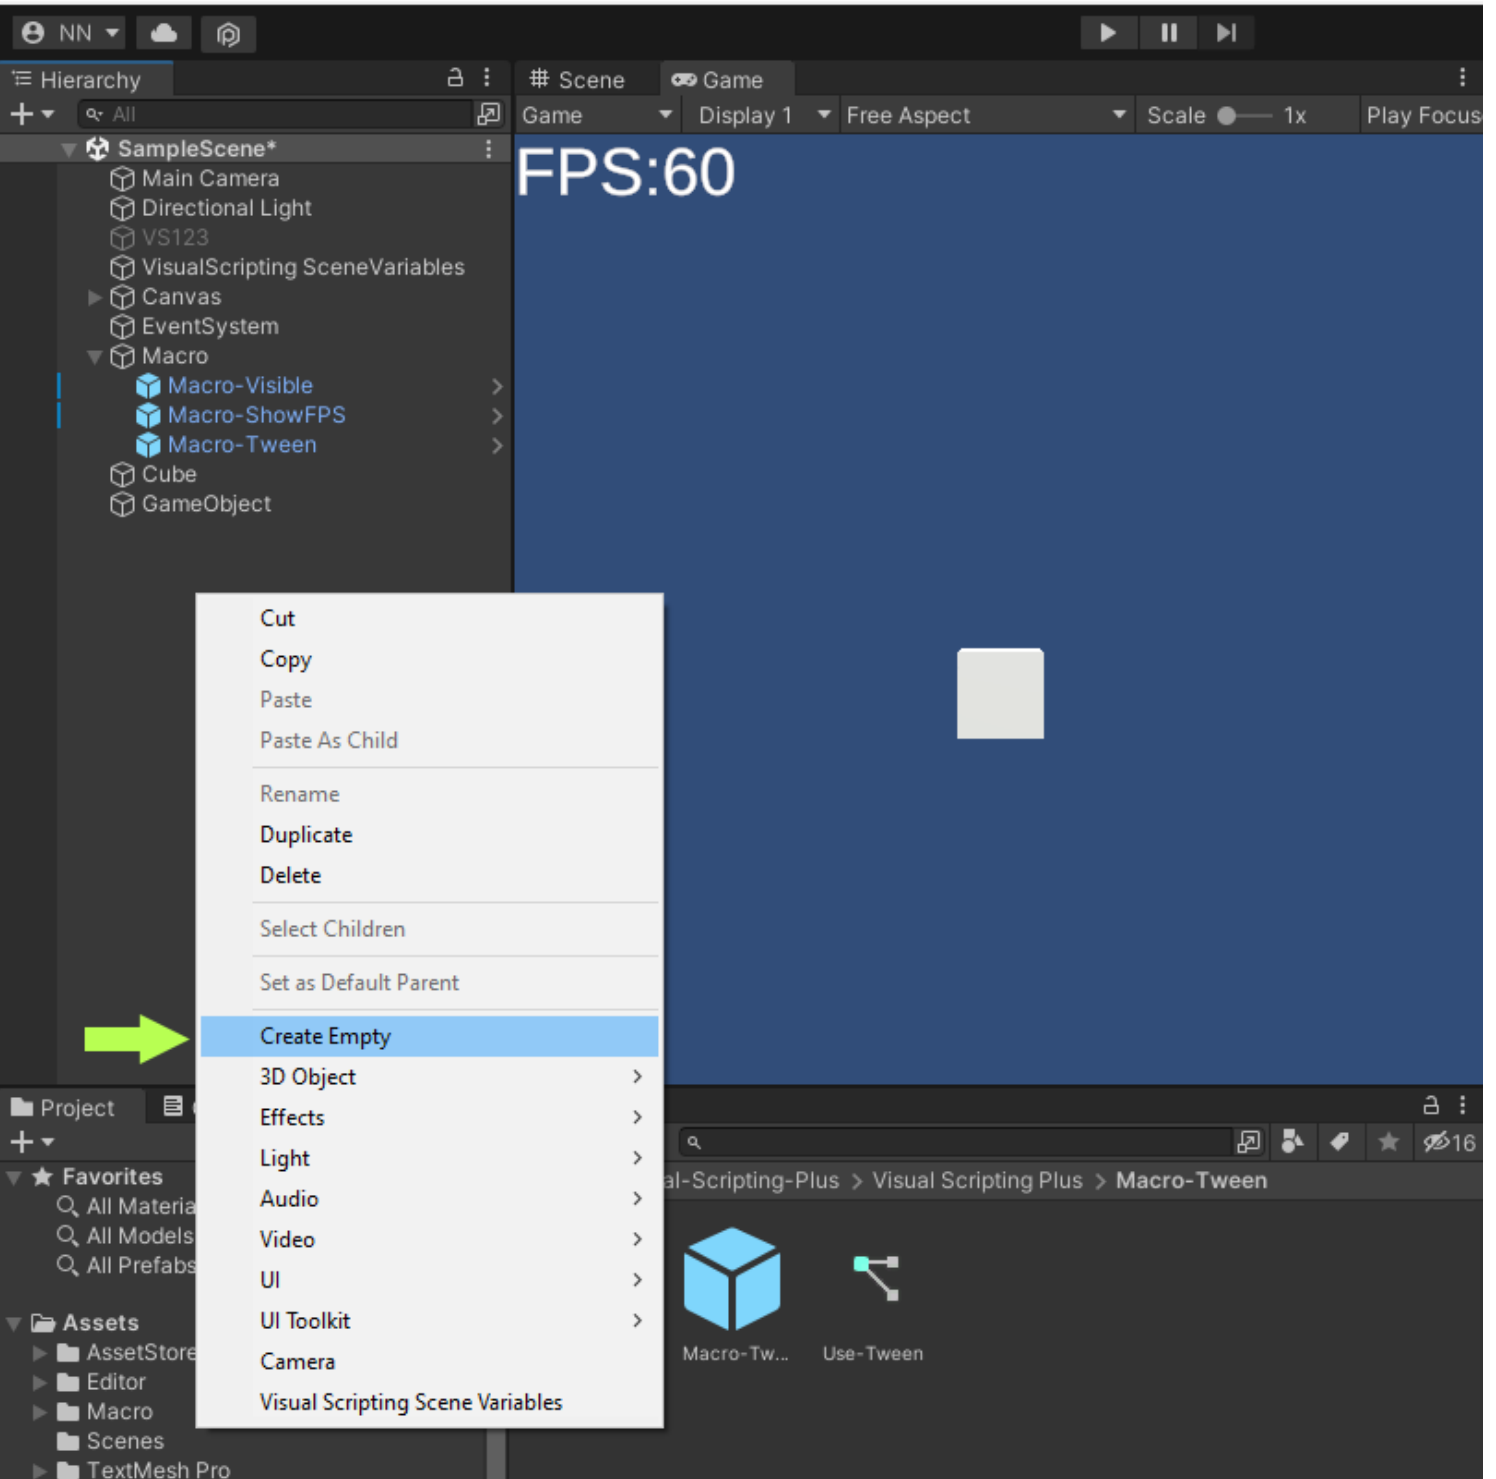 NN
Hierarchy
All
SampleScene*
Main Camera
Directional Light
VS123
VisualScripting SceneVariables
Canvas
EventSystem
Macro
Macro-Visible
Macro-ShowFPS
Macro-Tween
Cube
GameObject
Scene
Game
Game
Display 1
Free Aspect
Scale
1x
Play Focus
FPS:60
Cut
Copy
Paste
Paste As Child
Rename
Duplicate
Delete
Select Children
Set as Default Parent
Create Empty
3D Object
Effects
Light
Audio
Video
UI
UI Toolkit
Camera
Visual Scripting Scene Variables
Project
Favorites
All Materia
All Models
All Prefabs
Assets
AssetStore
Editor
Macro
Scenes
TextMesh Pro
16
al-Scripting-Plus > Visual Scripting Plus > Macro-Tween
Macro-Tw...
Use-Tween